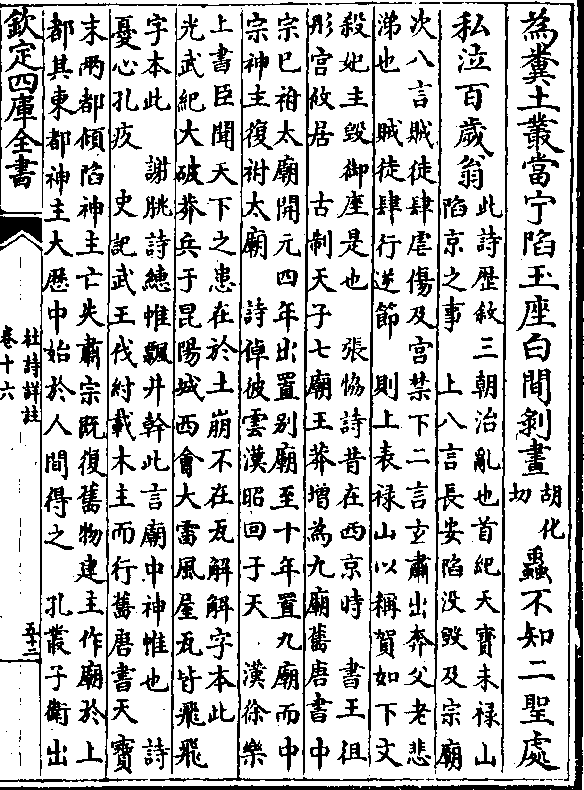 為糞土叢當宁陷玉座白間剝畫胡化切蟲不知二聖處
私泣百歲翁此詩歴敘三朝治亂也首紀天寶末禄山
陷京之事 上八言長安陷没毁及宗廟
次八言賊徒肆虐傷及宫禁下二言玄肅出奔父老悲
涕也 賊徒肆行逆節 則上表禄山以稱賀如下文
殺妃主毁御座是也 張協詩昔在西京時 書王徂
彤宫攸居 古制天子七廟王莽增為九廟舊唐書中
宗已祔太廟開元四年出置别廟至十年置九廟而中
宗神主復祔太廟 詩倬彼雲漢昭回于天 漢徐樂
上書臣聞天下之患在於土崩不在瓦解解字本此
光武紀大破莽兵于昆陽城西會大雷風屋瓦皆飛飛
字本此 謝朓詩繐帷飄井幹此言廟中神帷也 詩
憂心孔疚 史記武王伐紂載木主而行舊唐書天寶
末兩都傾陷神主亡失肅宗既復舊物建主作廟於上
都其東都神主大歴中始於人間得之 孔叢子衛出
欽定四庫全書
杜詩詳註
卷十六